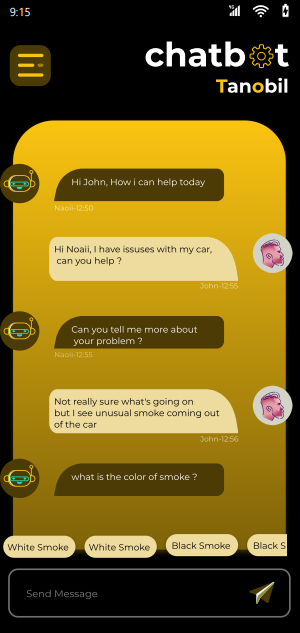 9:15
chatbot
Tanobil
Hi John, How i can help today
Naoii-12:50
Hi Noaii, I have issuses with my car,
can you help ?
John-12:55
Can you tell me more about
your problem ?
Naoii-12:55
Not really sure what's going on
but I see unusual smoke coming out
of the car
John-12:56
what is the color of smoke ?
White Smoke
White Smoke
Black Smoke
Black S
Send Message